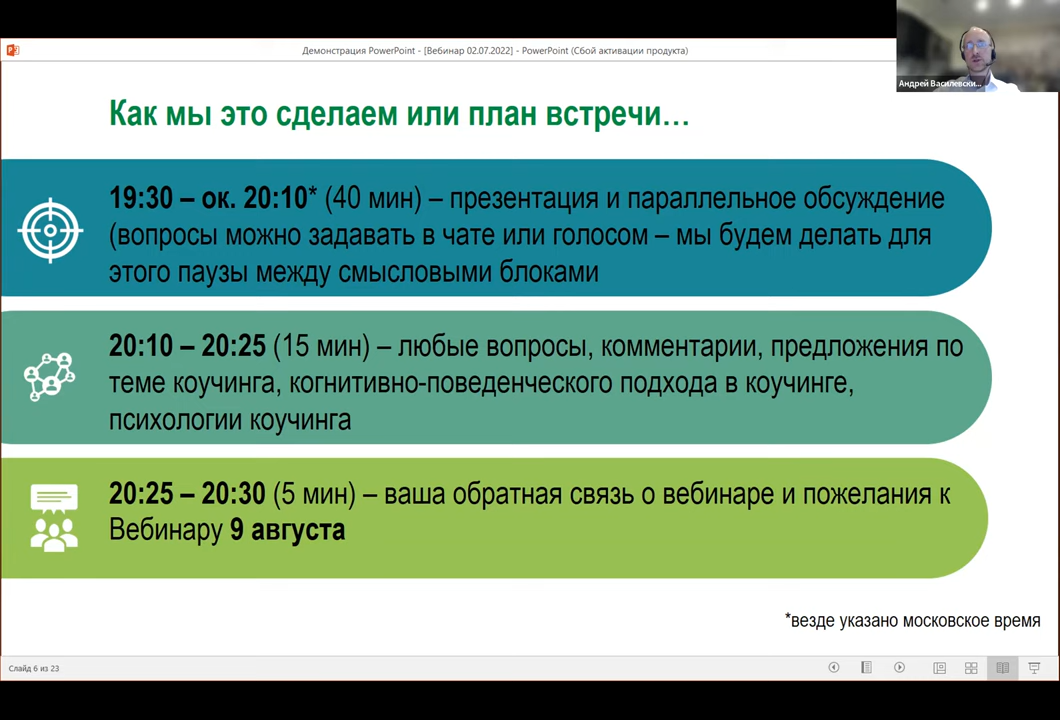 Демонстрация PowerPoint - [Вебинар 02.07.2022] - PowerPoint (Сбой активации продукта)
Андрей Василевски...
Как мы это сделаем или план встречи...
19:30 – ок. 20:10* (40 мин) – презентация и параллельное обсуждение
(вопросы можно задавать в чате или голосом – мы будем делать для
этого паузы между смысловыми блоками
20:10 – 20:25 (15 мин) – любые вопросы, комментарии, предложения по
теме коучинга, когнитивно-поведенческого подхода в коучинге,
психологии коучинга
20:25 – 20:30 (5 мин) – ваша обратная связь о вебинаре и пожелания к
Вебинару 9 августа
*везде указано московское время
Слайд 6 из 23